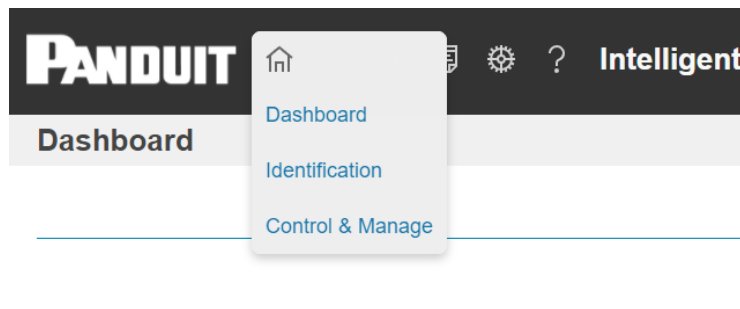 PANDUIT
? Intelligent
Dashboard
Dashboard
Identification
Control & Manage